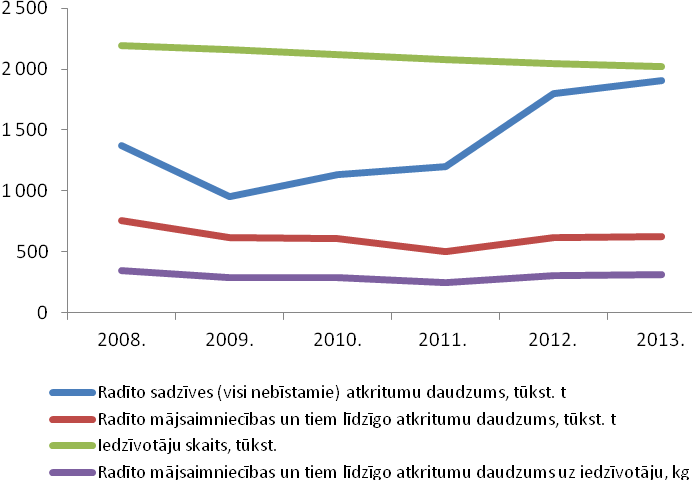 2 500
2 000
1 500
1 000
500
0
2008. 2009. 2010. 2011. 2012. 2013.
Radīto sadzīves (visi nebīstamie) atkritumu daudzums, tūkst. t
Radīto mājsaimniecības un tiem līdzīgo atkritumu daudzums, tūkst. t
Iedzīvotāju skaits, tūkst.
Radīto mājsaimniecības un tiem līdzīgo atkritumu daudzums uz iedzīvotāju, kg